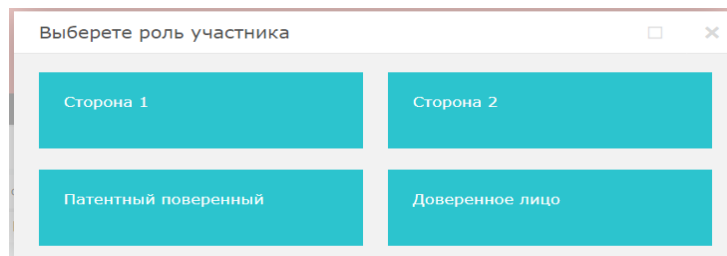 Выберете роль участника
Сторона 1
Сторона 2
Патентный поверенный
Доверенное лицо